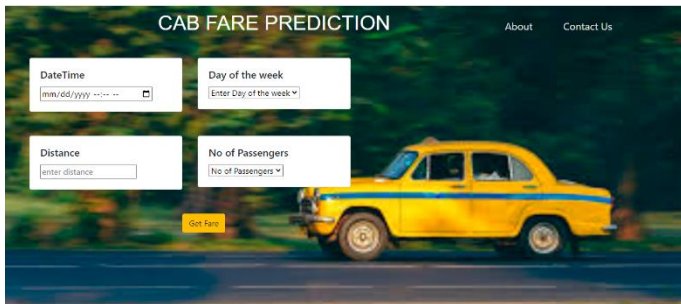 CAB FARE PREDICTION
About Contact Us
DateTime
mm/dd/yyyy --:-- --
Day of the week
Enter Day of the week
Distance
enter distance
No of Passengers
No of Passengers
Get Fare